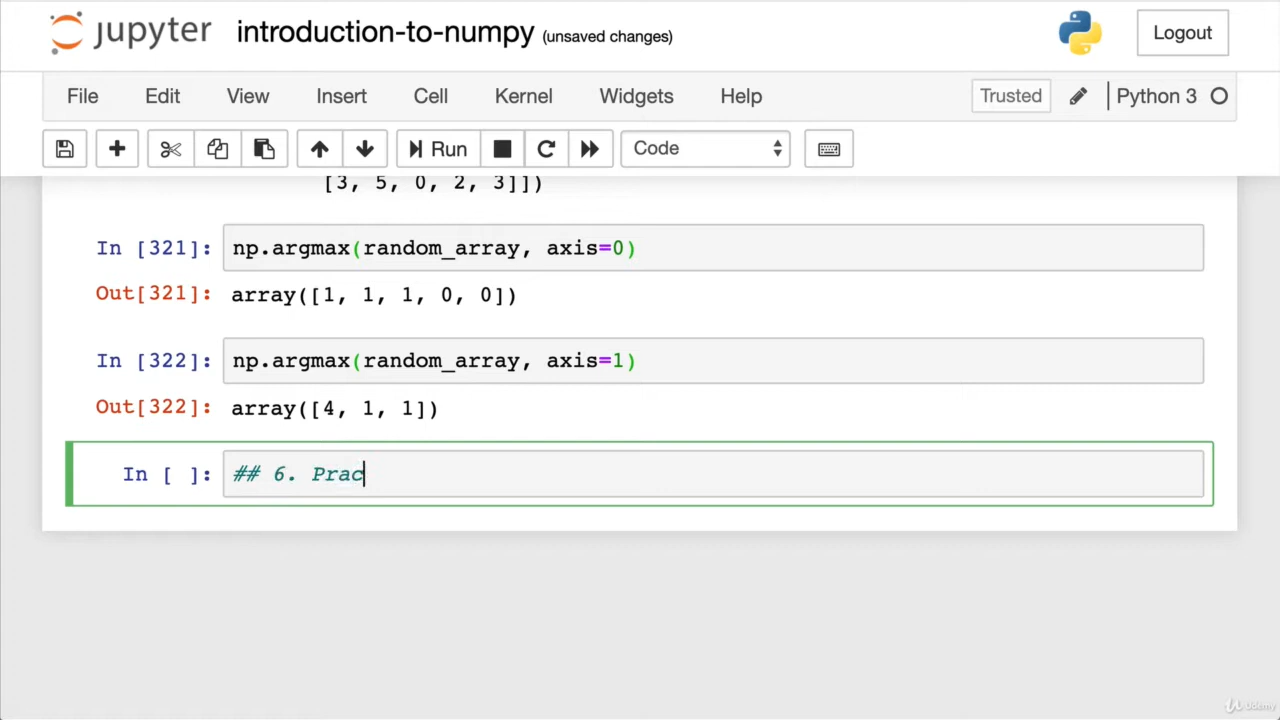 jupyter introduction-to-numpy (unsaved changes) Logout
File Edit View Insert Cell Kernel Widgets Help Trusted Python 3
Run Code
[3, 5, 0, 2, 3]])
In [321]: np.argmax(random_array, axis=0)
Out[321]: array([1, 1, 1, 0, 0])
In [322]: np.argmax(random_array, axis=1)
Out[322]: array([4, 1, 1])
In [ ]: ## 6. Prac
Udemy